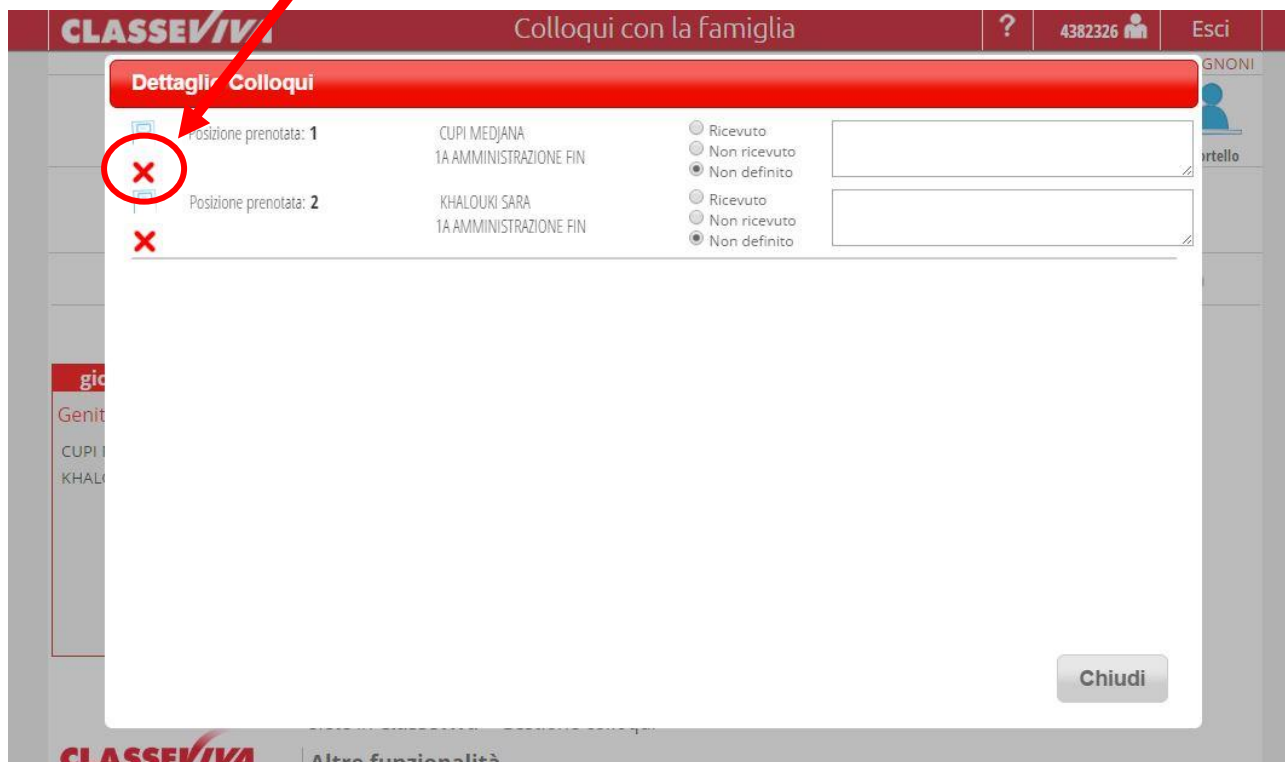 CLASSEVIVA Colloqui con la famiglia ? 4382326 Esci
GNONI
Dettaglio Colloqui
Posizione prenotata: 1 CUPI MEDJANA Ricevuto
1A AMMINISTRAZIONE FIN Non ricevuto
Non definito
rtello
Posizione prenotata: 2 KHALOUKI SARA Ricevuto
1A AMMINISTRAZIONE FIN Non ricevuto
Non definito
gio
Genit
CUPI
KHAL
Chiudi
CLASSEVIVA Altre funzionalità